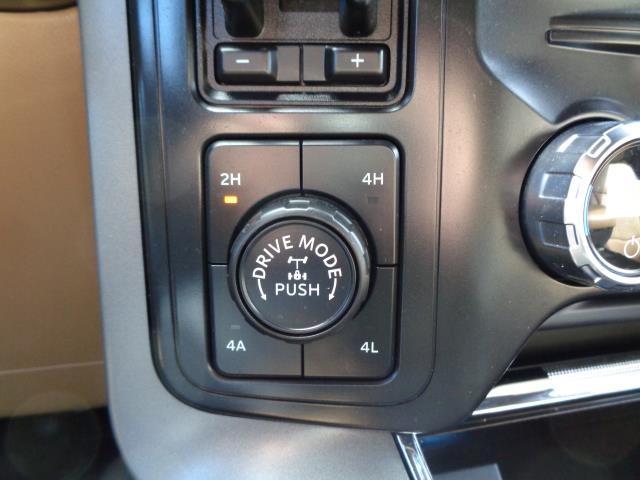 - +
2H 4H
DRIVE MODE
PUSH
4A 4L